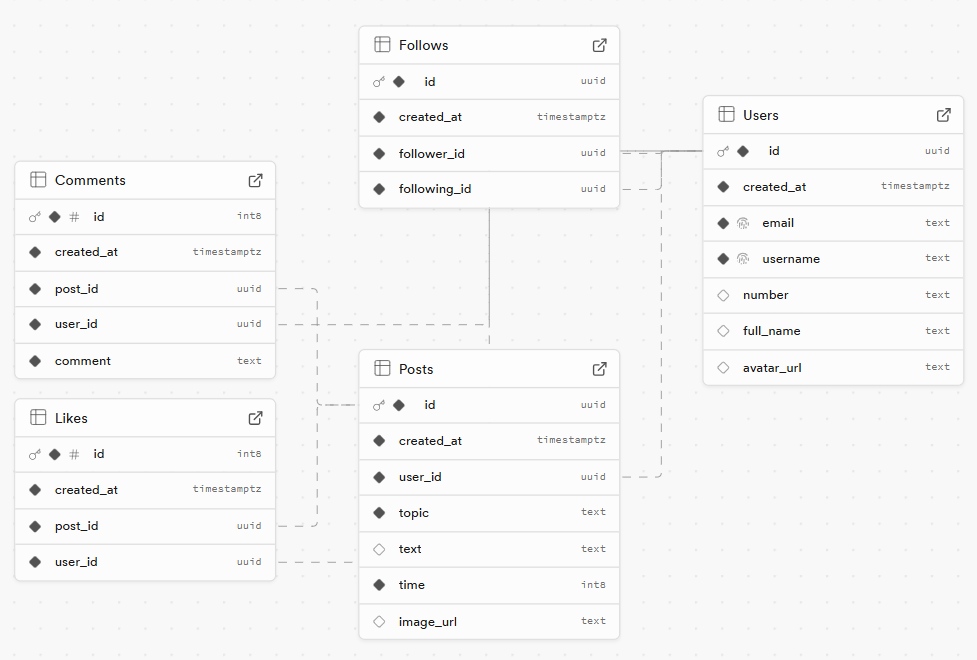 Follows
id uuid
created_at timestamptz
follower_id uuid
following_id uuid
Users
id uuid
created_at timestamptz
email text
username text
number text
full_name text
avatar_url text
Comments
# id int8
created_at timestamptz
post_id uuid
user_id uuid
comment text
Posts
id uuid
created_at timestamptz
user_id uuid
topic text
text text
time int8
image_url text
Likes
# id int8
created_at timestamptz
post_id uuid
user_id uuid